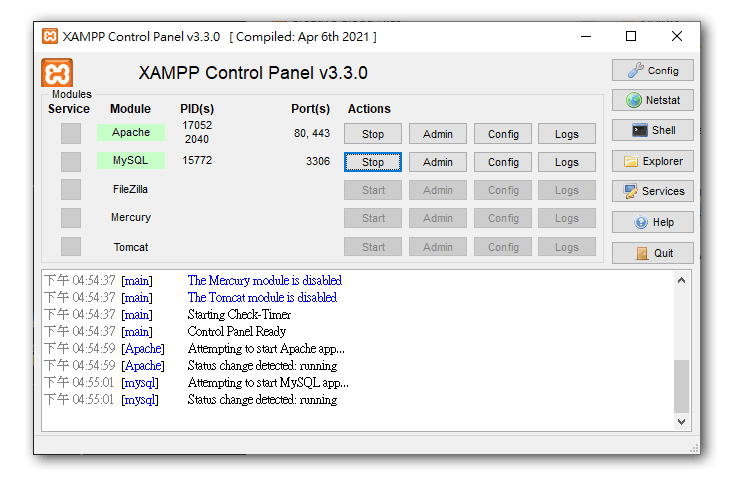 XAMPP Control Panel v3.3.0 [ Compiled: Apr 6th 2021 ]
XAMPP Control Panel v3.3.0
Config
Modules
Service Module PID(s) Port(s) Actions
Netstat
Apache 17052 2040 80, 443 Stop Admin Config Logs
Shell
MySQL 15772 3306 Stop Admin Config Logs
Explorer
FileZilla Start Admin Config Logs
Services
Mercury Start Admin Config Logs
Help
Tomcat Start Admin Config Logs
Quit
下午 04:54:37 [main] The Mercury module is disabled
下午 04:54:37 [main] The Tomcat module is disabled
下午 04:54:37 [main] Starting Check-Timer
下午 04:54:37 [main] Control Panel Ready
下午 04:54:59 [Apache] Attempting to start Apache app...
下午 04:54:59 [Apache] Status change detected: running
下午 04:55:01 [mysql] Attempting to start MySQL app...
下午 04:55:01 [mysql] Status change detected: running